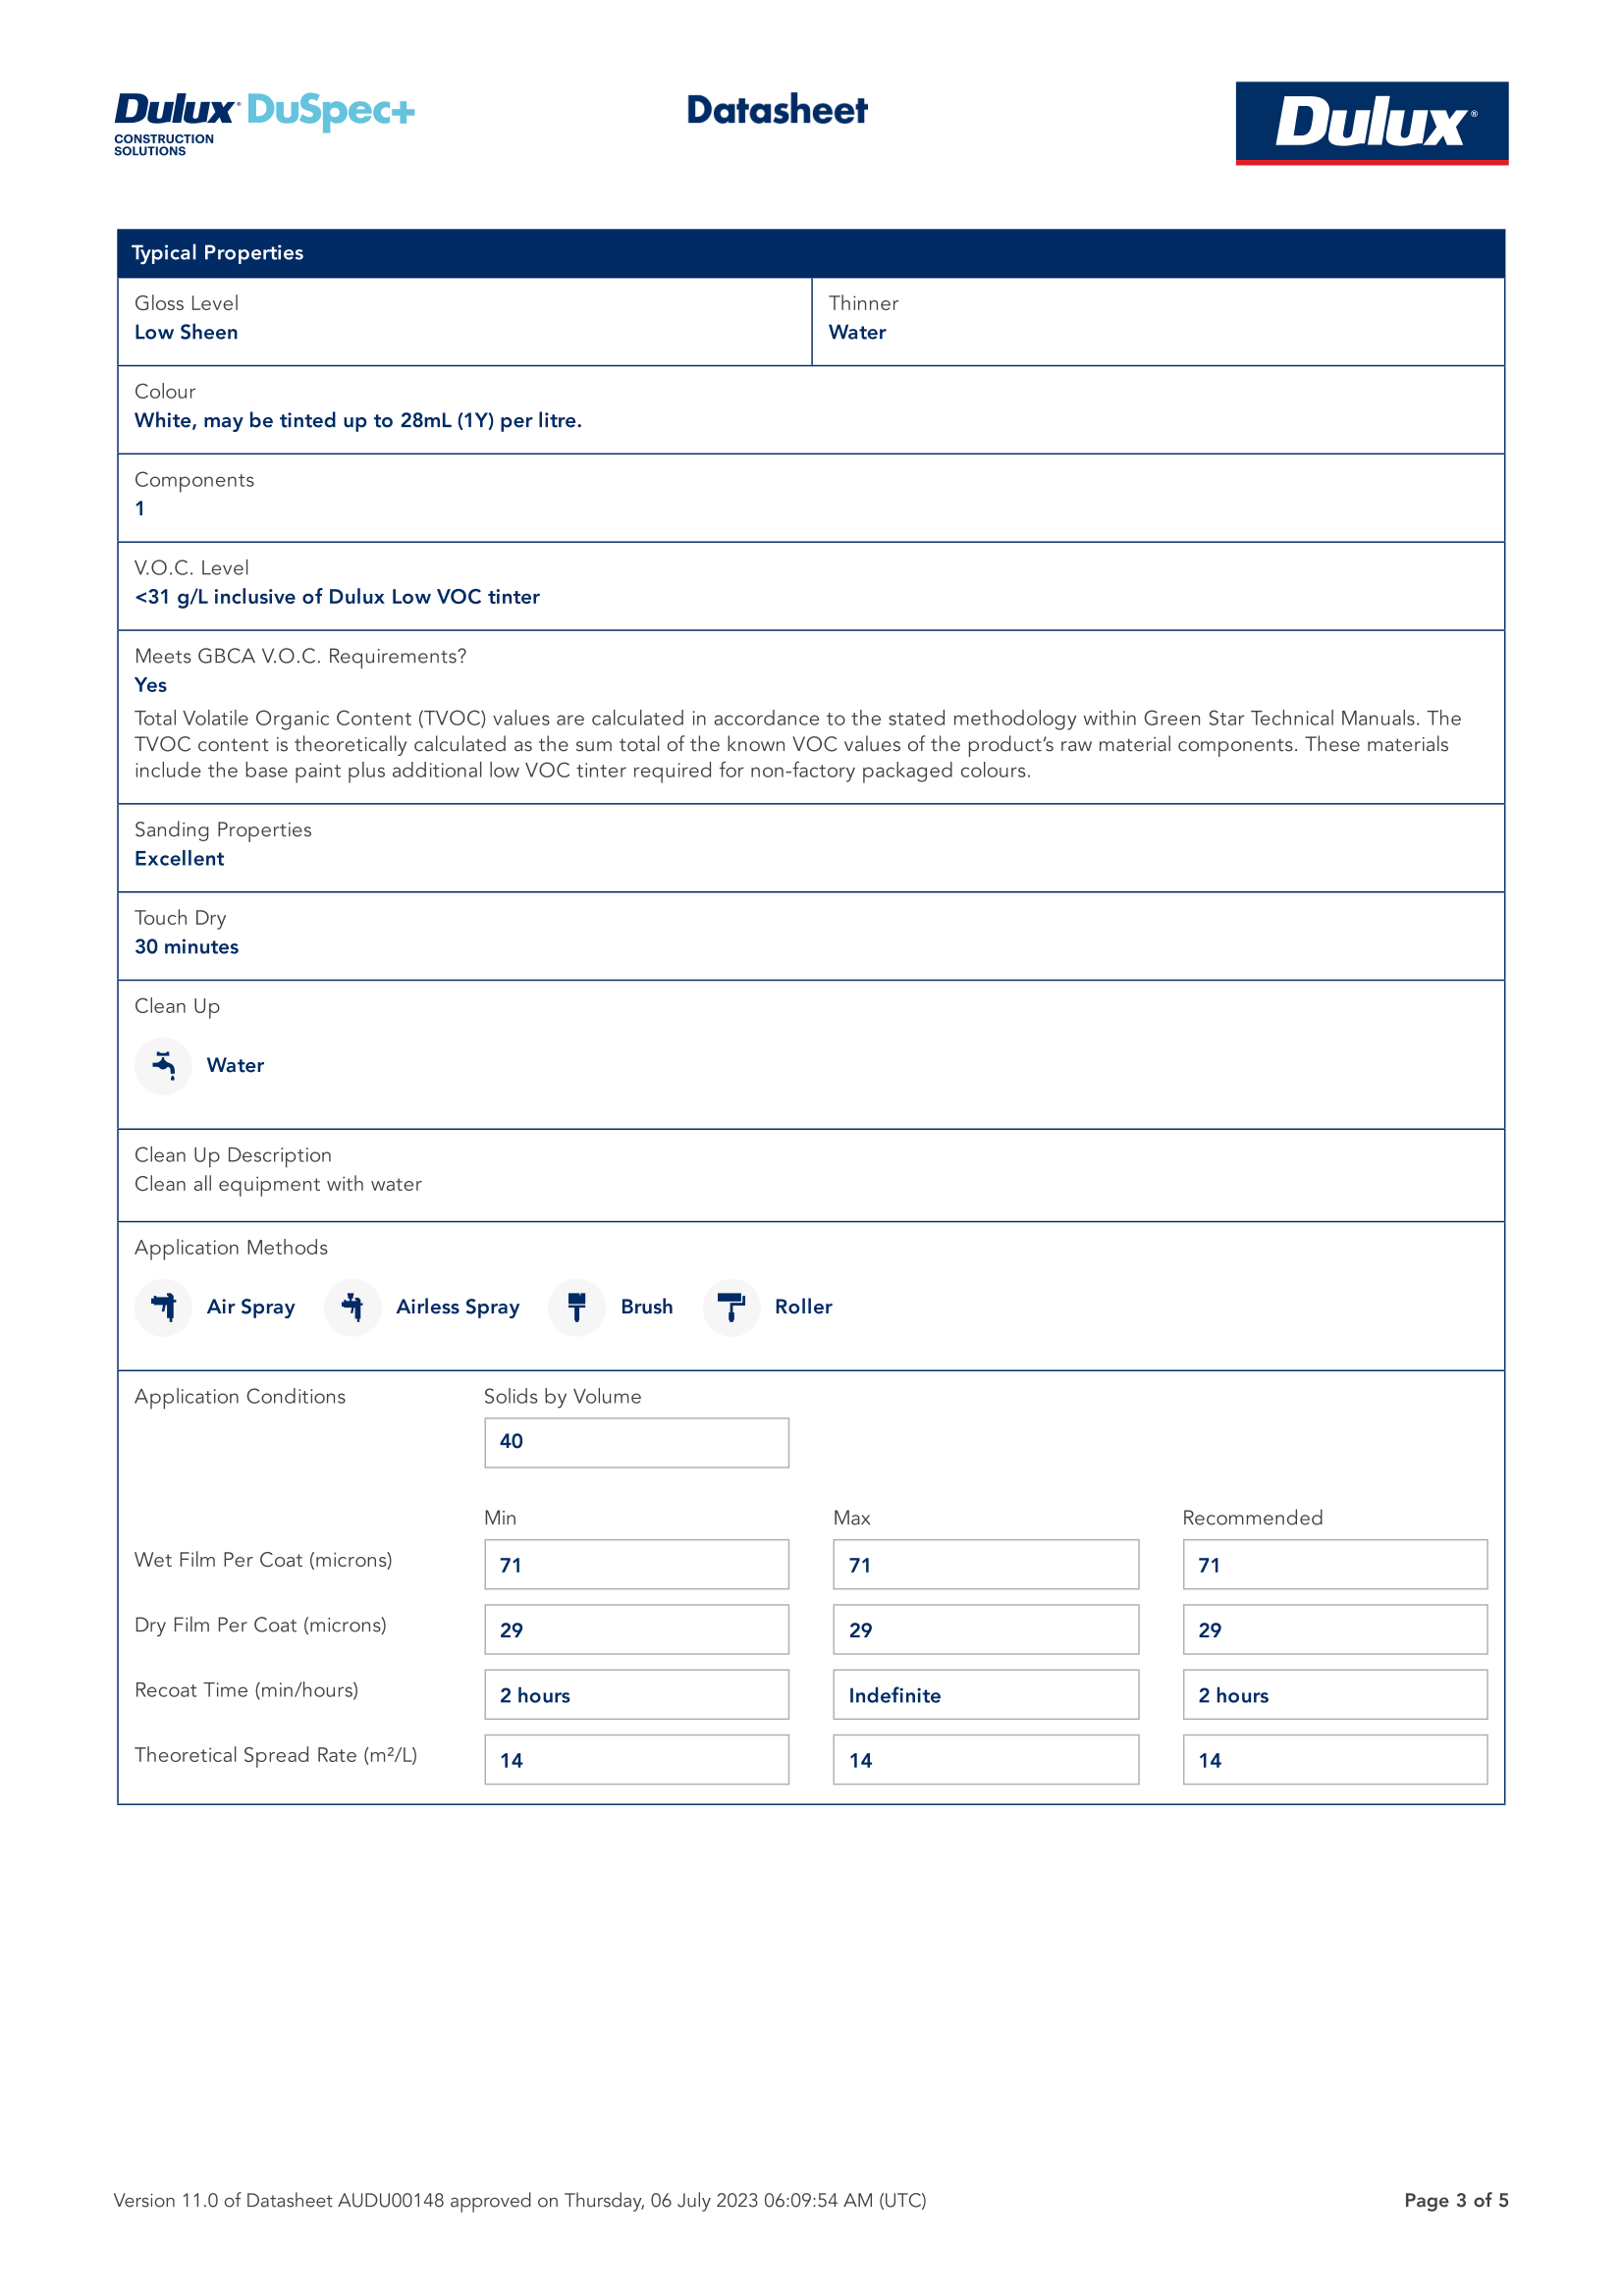 Dulux® DuSpec+
CONSTRUCTION
SOLUTIONS
Datasheet
Dulux®
Typical Properties
Gloss Level
Low Sheen
Thinner
Water
Colour
White, may be tinted up to 28mL (1Y) per litre.
Components
1
V.O.C. Level
<31 g/L inclusive of Dulux Low VOC tinter
Meets GBCA V.O.C. Requirements?
Yes
Total Volatile Organic Content (TVOC) values are calculated in accordance to the stated methodology within Green Star Technical Manuals. The
TVOC content is theoretically calculated as the sum total of the known VOC values of the product’s raw material components. These materials
include the base paint plus additional low VOC tinter required for non-factory packaged colours.
Sanding Properties
Excellent
Touch Dry
30 minutes
Clean Up
Water
Clean Up Description
Clean all equipment with water
Application Methods
Air Spray Airless Spray Brush Roller
Application Conditions Solids by Volume
40
Min Max Recommended
Wet Film Per Coat (microns) 71 71 71
Dry Film Per Coat (microns) 29 29 29
Recoat Time (min/hours) 2 hours Indefinite 2 hours
Theoretical Spread Rate (m²/L) 14 14 14
Version 11.0 of Datasheet AUDU00148 approved on Thursday, 06 July 2023 06:09:54 AM (UTC)
Page 3 of 5